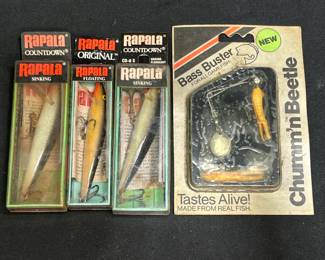 RAPALA
COUNTDOWN
RAPALA
SINKING
RAPALA
ORIGINAL
RAPALA
FLOATING
RAPALA
COUNTDOWN
CD-
RAPALA
SINKING
Bass Buster
NEW
Chumm'n Beetle
Tastes Alive!
MADE FROM REAL FISH.